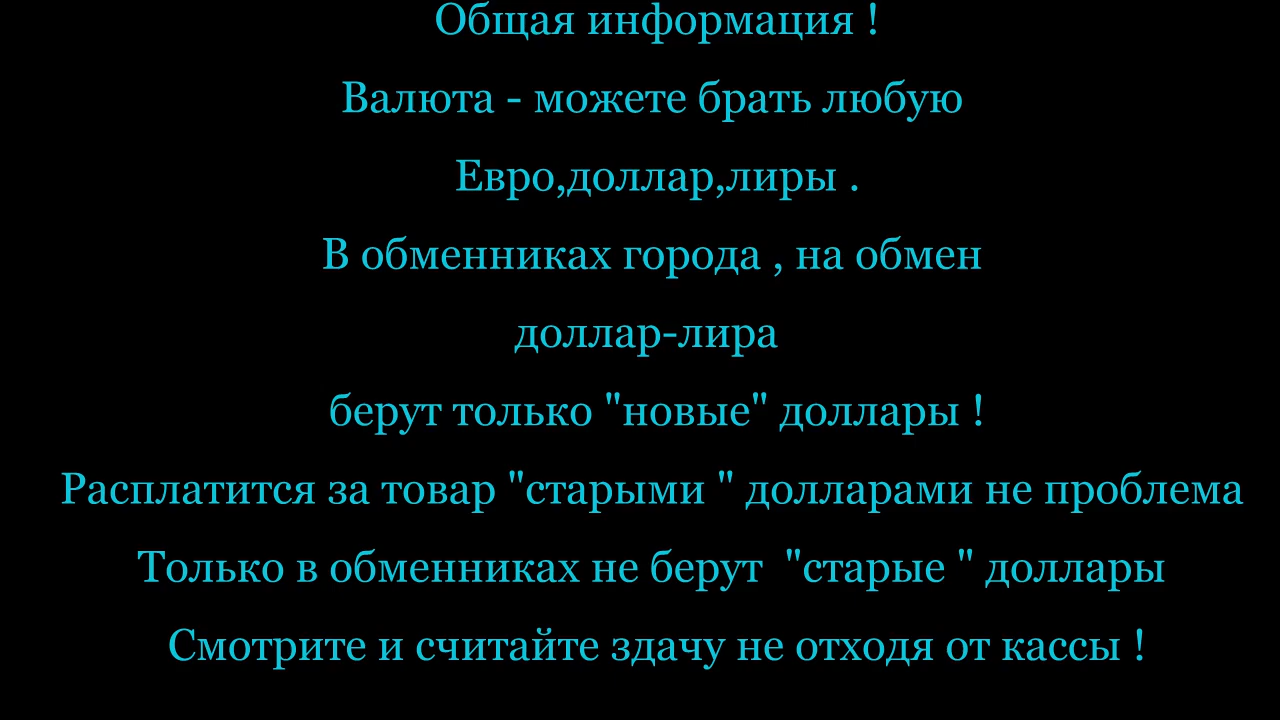 Общая информация !
Валюта - можете брать любую
Евро,доллар,лиры .
В обменниках города , на обмен
доллар-лира
берут только "новые" доллары !
Расплатится за товар "старыми " долларами не проблема
Только в обменниках не берут "старые " доллары
Смотрите и считайте здачу не отходя от кассы !